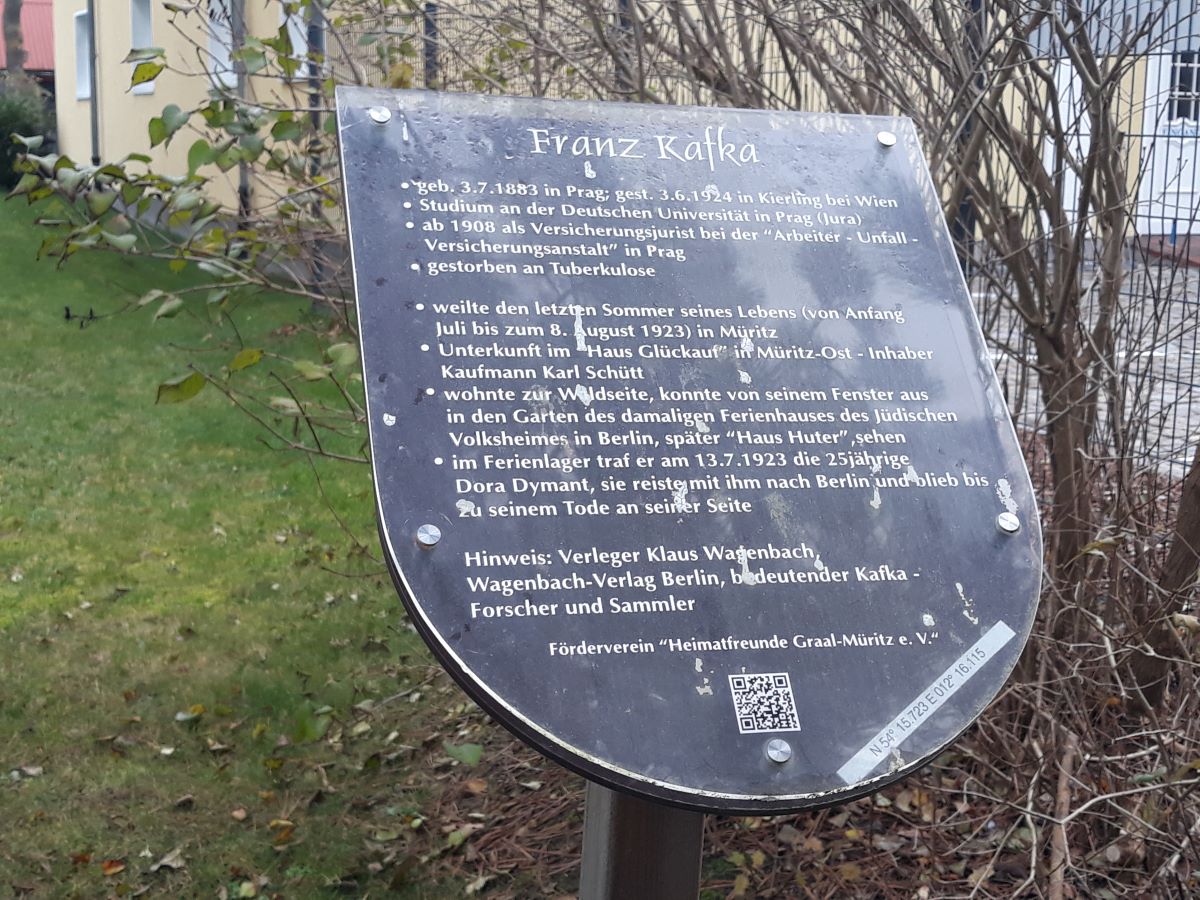 Franz Kafka
• geb. 3.7.1883 in Prag; gest. 3.6.1924 in Kierling bei Wien
• Studium an der Deutschen Universität in Prag (Jura)
• ab 1908 als Versicherungsjurist bei der “Arbeiter - Unfall -
Versicherungsanstalt” in Prag
• gestorben an Tuberkulose
• weilte den letzten Sommer seines Lebens (von Anfang
Juli bis zum 8. August 1923) in Müritz
• Unterkunft im “Haus Glückauf” in Müritz-Ost - Inhaber
Kaufmann Karl Schütt
• wohnte zur Waldseite, konnte von seinem Fenster aus
in den Garten des damaligen Ferienhauses des Jüdischen
Volksheimes in Berlin, später “Haus Huter”,sehen
• im Ferienlager traf er am 13.7.1923 die 25jährige
Dora Dymant, sie reiste mit ihm nach Berlin und blieb bis
zu seinem Tode an seiner Seite
Hinweis: Verleger Klaus Wagenbach,
Wagenbach-Verlag Berlin, bedeutender Kafka -
Forscher und Sammler
Förderverein “Heimatfreunde Graal-Müritz e. V.“
N 54° 15.723 E 012° 16.115